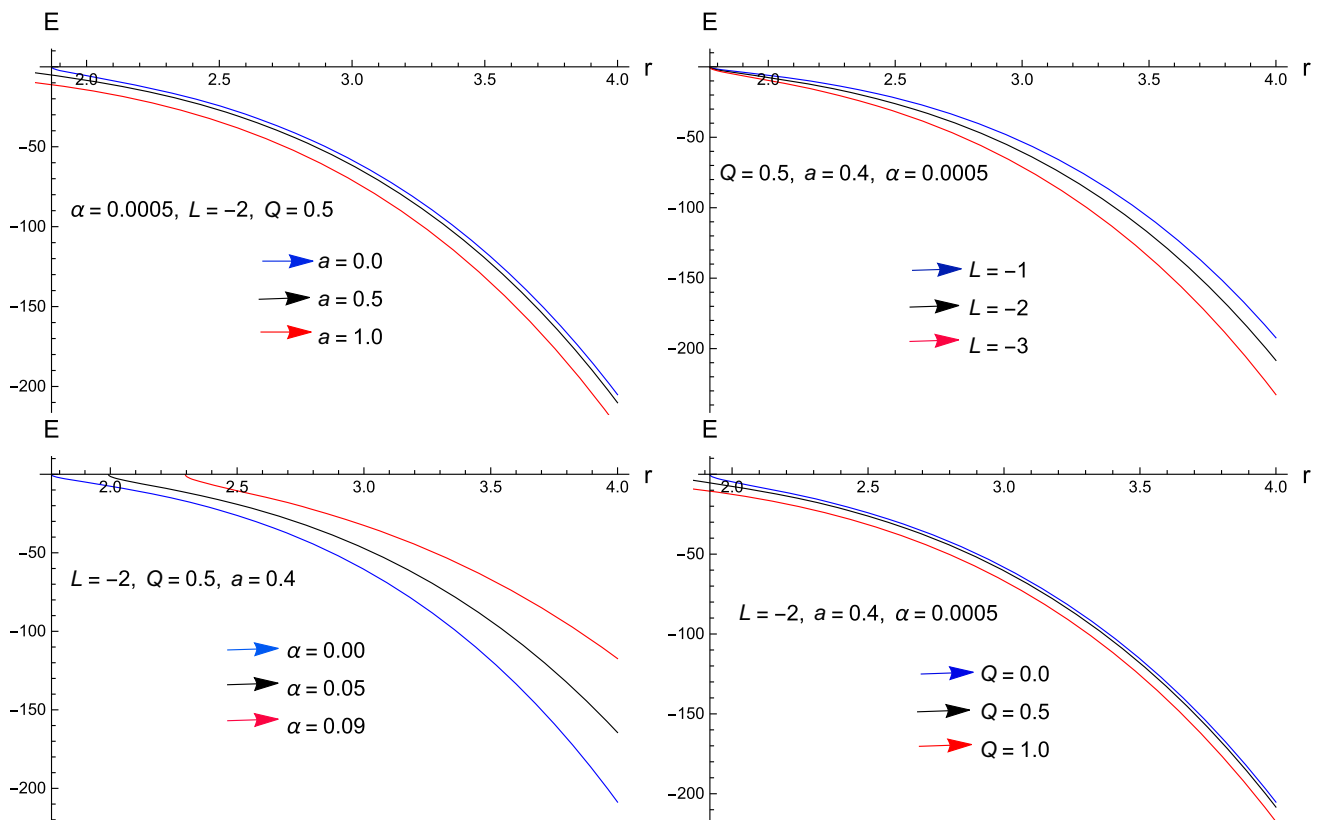 E
2.0 2.5 3.0 3.5 4.0 r
−50
−100
−150
−200
α = 0.0005, L = −2, Q = 0.5
a = 0.0
a = 0.5
a = 1.0
E
2.0 2.5 3.0 3.5 4.0 r
−50
−100
−150
−200
Q = 0.5, a = 0.4, α = 0.0005
L = −1
L = −2
L = −3
E
2.0 2.5 3.0 3.5 4.0 r
−50
−100
−150
−200
L = −2, Q = 0.5, a = 0.4
α = 0.00
α = 0.05
α = 0.09
E
2.0 2.5 3.0 3.5 4.0 r
−50
−100
−150
−200
L = −2, a = 0.4, α = 0.0005
Q = 0.0
Q = 0.5
Q = 1.0